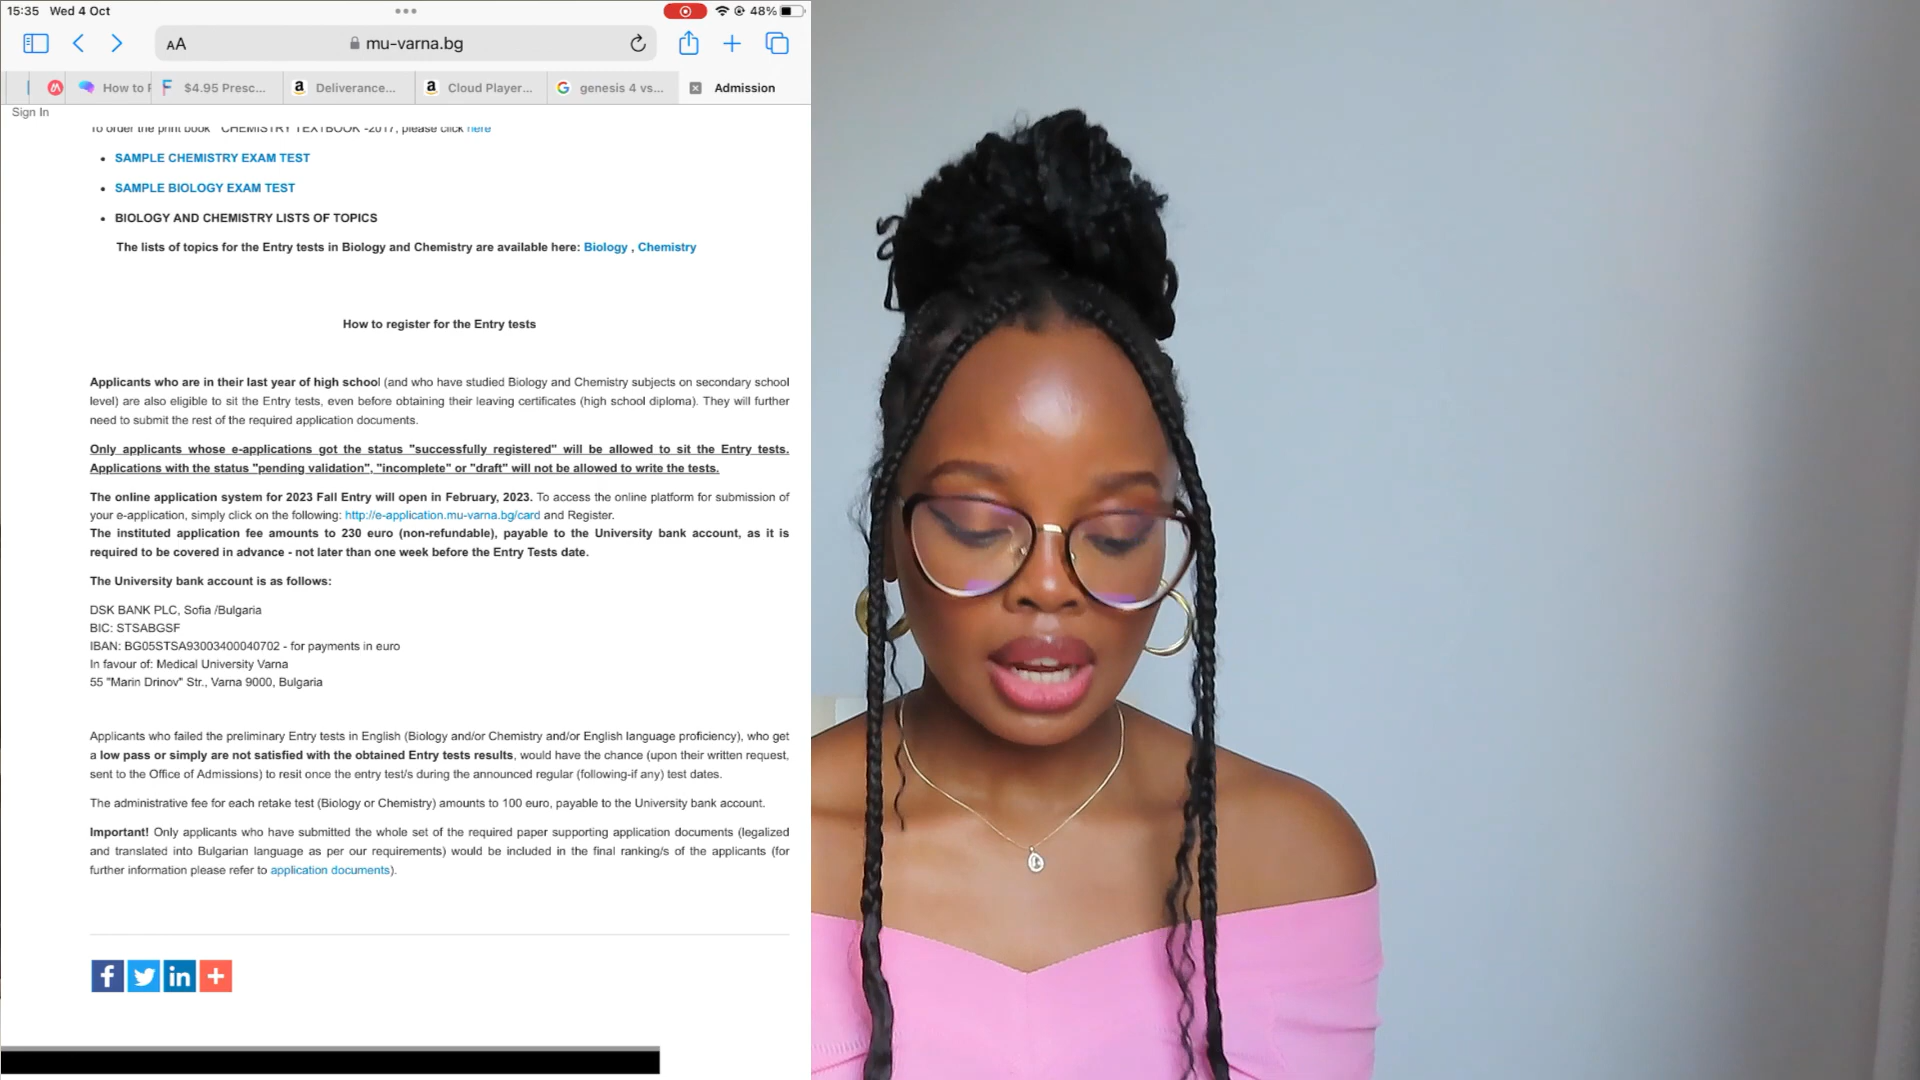 15:35 Wed 4 Oct
48%
AA
mu-varna.bg
How to
$4.95 Presc...
Deliverance...
Cloud Player...
genesis 4 vs...
Admission
Sign In
To order the print book "CHEMISTRY TEXTBOOK -2017, please click here
SAMPLE CHEMISTRY EXAM TEST
SAMPLE BIOLOGY EXAM TEST
BIOLOGY AND CHEMISTRY LISTS OF TOPICS
The lists of topics for the Entry tests in Biology and Chemistry are available here: Biology , Chemistry
How to register for the Entry tests
Applicants who are in their last year of high school (and who have studied Biology and Chemistry subjects on secondary school
level) are also eligible to sit the Entry tests, even before obtaining their leaving certificates (high school diploma). They will further
need to submit the rest of the required application documents.
Only applicants whose e-applications got the status "successfully registered" will be allowed to sit the Entry tests.
Applications with the status "pending validation", "incomplete" or "draft" will not be allowed to write the tests.
The online application system for 2023 Fall Entry will open in February, 2023. To access the online platform for submission of
your e-application, simply click on the following: http://e-application.mu-varna.bg/card and Register.
The instituted application fee amounts to 230 euro (non-refundable), payable to the University bank account, as it is
required to be covered in advance - not later than one week before the Entry Tests date.
The University bank account is as follows:
DSK BANK PLC, Sofia /Bulgaria
BIC: STSABGSF
IBAN: BG05STSA93003400040702 - for payments in euro
In favour of: Medical University Varna
55 "Marin Drinov" Str., Varna 9000, Bulgaria
Applicants who failed the preliminary Entry tests in English (Biology and/or Chemistry and/or English language proficiency), who get
a low pass or simply are not satisfied with the obtained Entry tests results, would have the chance (upon their written request,
sent to the Office of Admissions) to resit once the entry test/s during the announced regular (following-if any) test dates.
The administrative fee for each retake test (Biology or Chemistry) amounts to 100 euro, payable to the University bank account.
Important! Only applicants who have submitted the whole set of the required paper supporting application documents (legalized
and translated into Bulgarian language as per our requirements) would be included in the final ranking/s of the applicants (for
further information please refer to application documents).